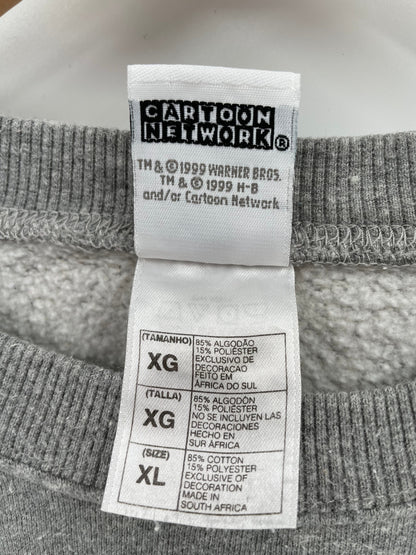 CARTOON
NETWORK®
TM & ©1999 WARNER BROS.
TM & ©1999 H-B
and/or Cartoon Network
(TAMANHO)
XG
85% ALGODÃO
15% POLIÉSTER
EXCLUSIVO DE
DECORACAO
FEITO EM
ÀFRICA DO SUL
(TALLA)
XG
85% ALGODÓN
15% POLIÉSTER
NO SE INCLUYEN LAS
DECORACIONES
HECHO EN
SUR ÀFRICA
(SIZE)
XL
85% COTTON
15% POLYESTER
EXCLUSIVE OF
DECORATION
MADE IN
SOUTH AFRICA